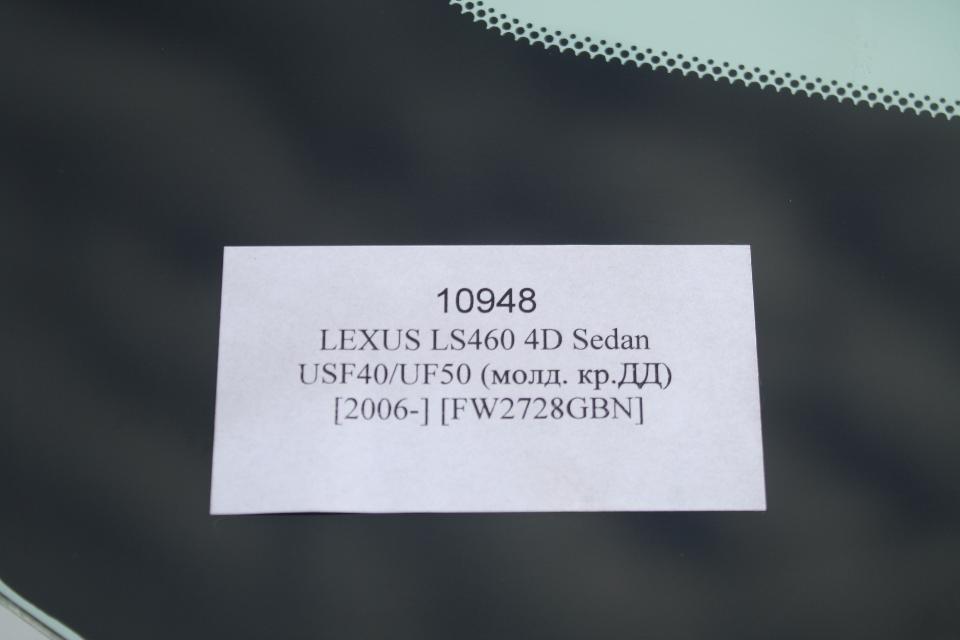 10948
LEXUS LS460 4D Sedan
USF40/UF50 (молд. кр.ДД)
[2006-] [FW2728GBN]